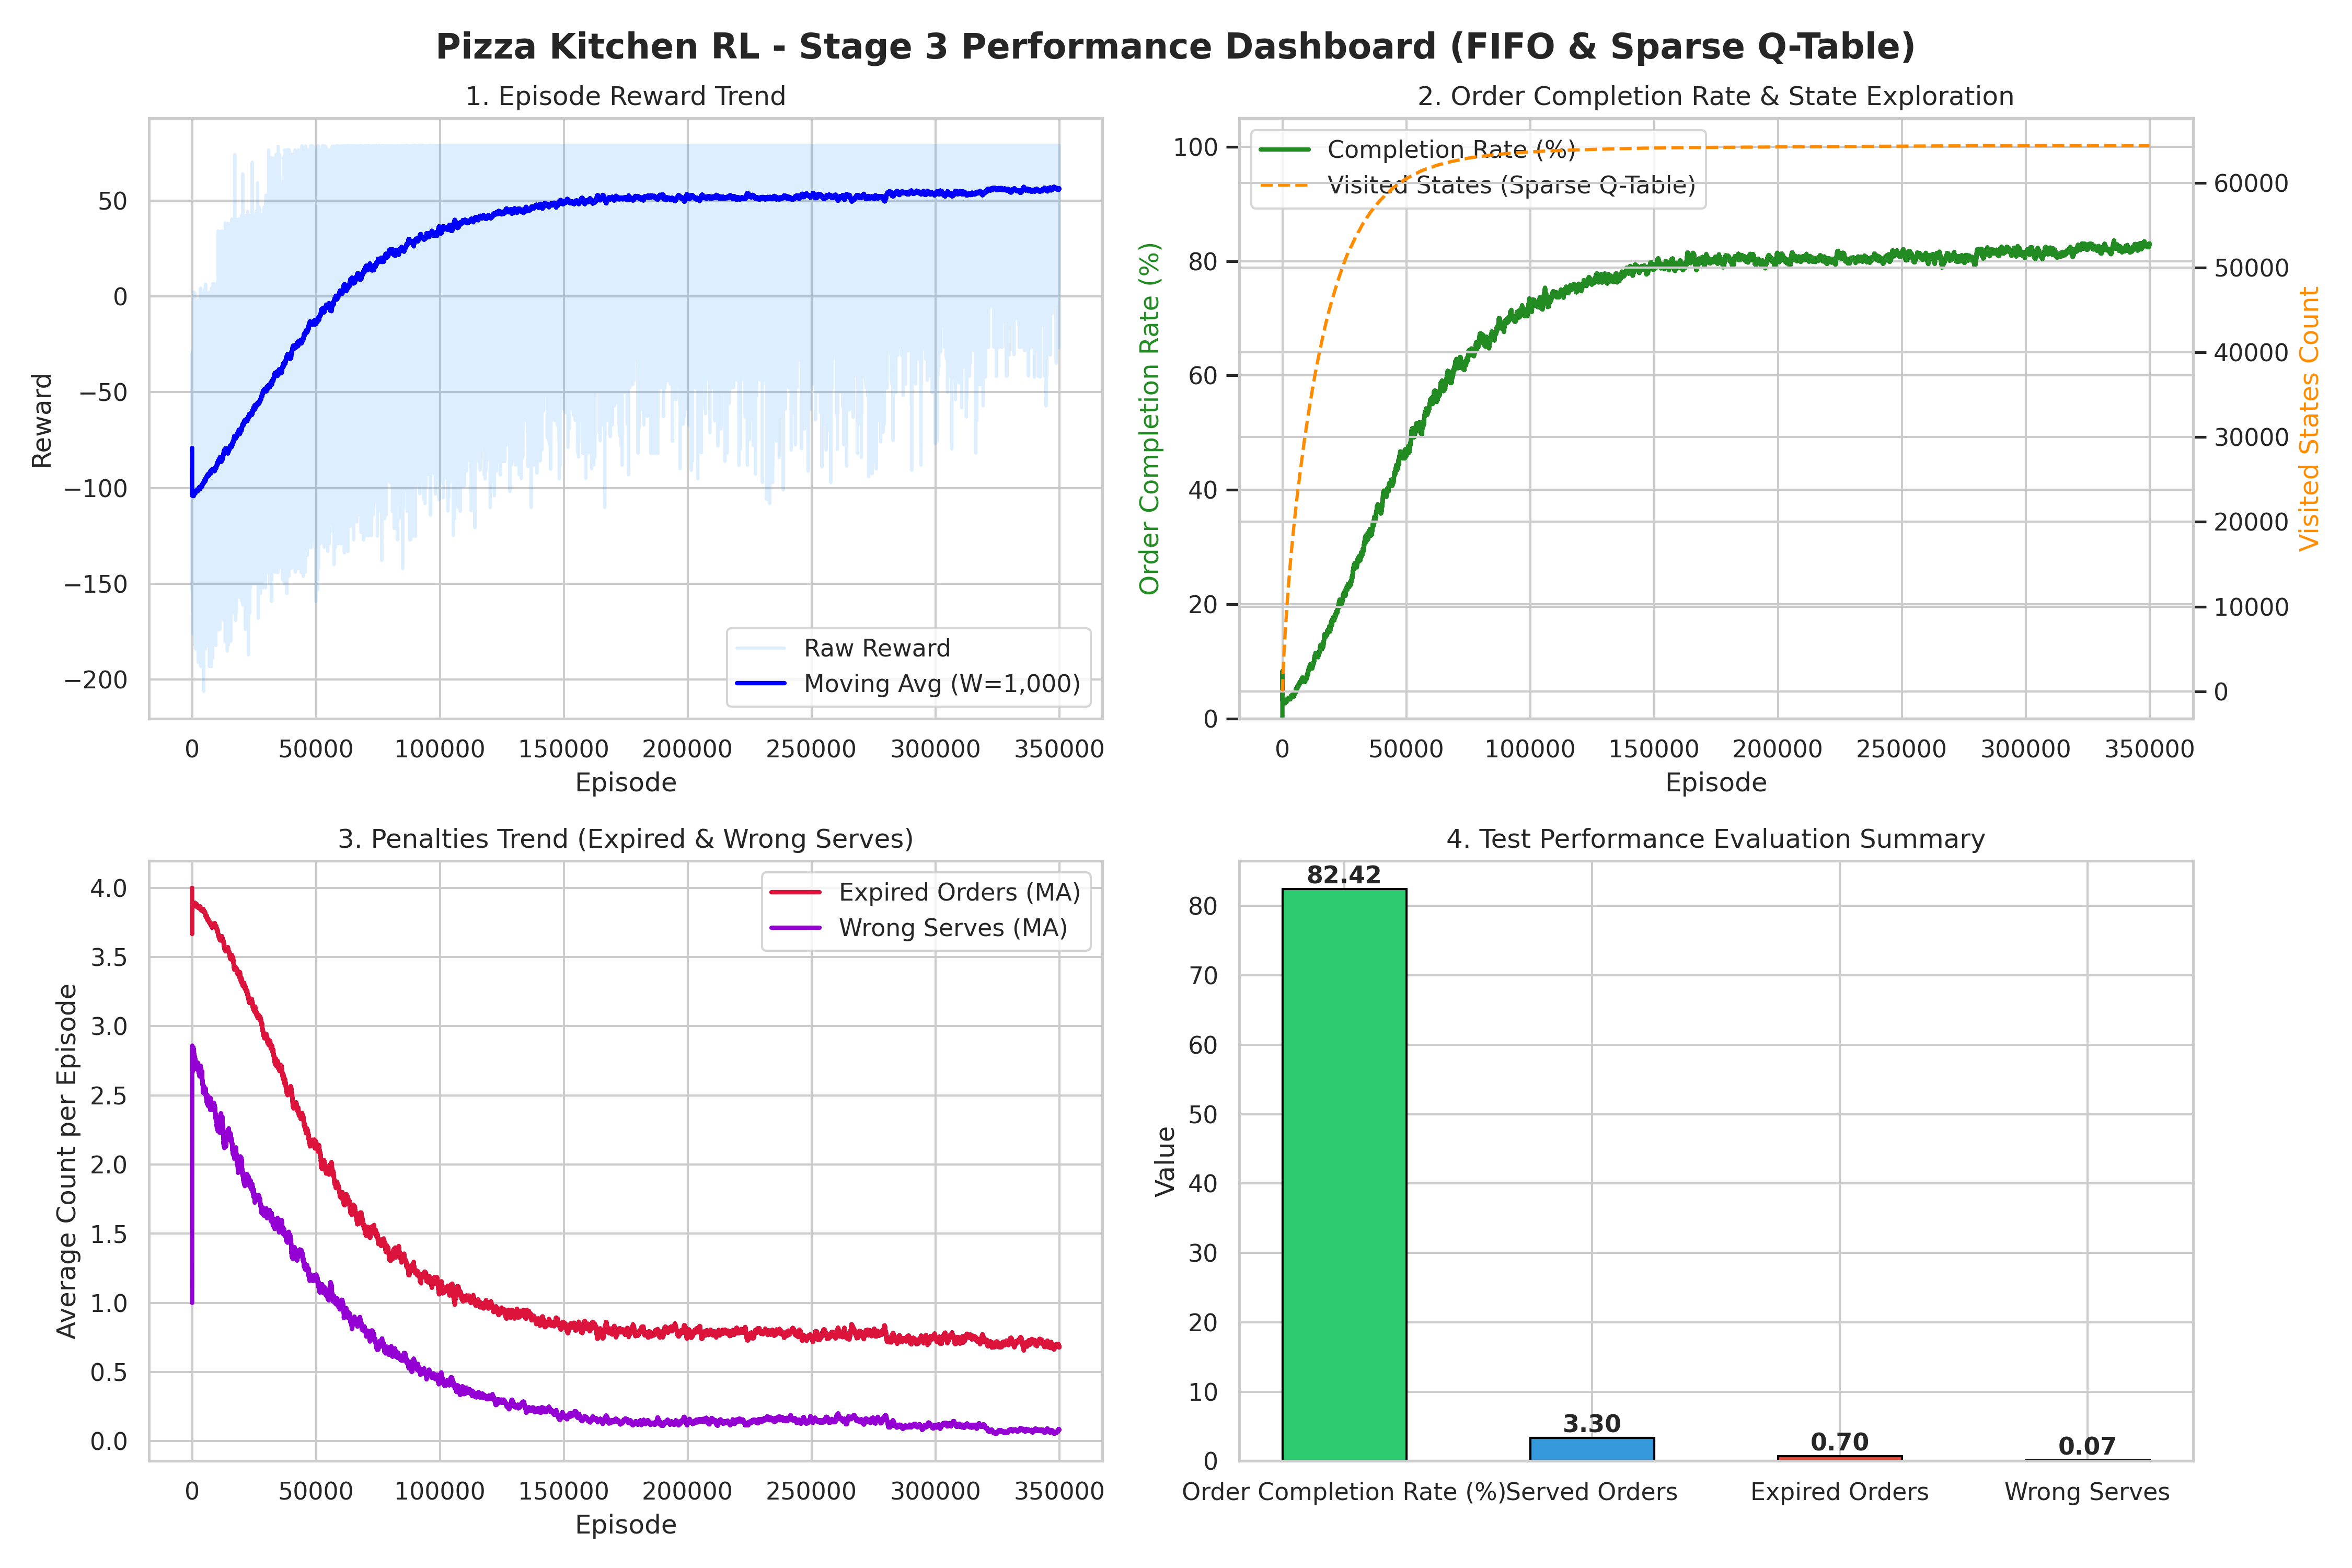 Pizza Kitchen RL - Stage 3 Performance Dashboard (FIFO & Sparse Q-Table)
1. Episode Reward Trend
Reward
50
0
−50
−100
−150
−200
Raw Reward
Moving Avg (W=1,000)
0 50000 100000 150000 200000 250000 300000 350000
Episode
2. Order Completion Rate & State Exploration
Order Completion Rate (%)
100
80
60
40
20
0
Completion Rate (%)
Visited States (Sparse Q-Table)
60000
50000
40000
30000
20000
10000
0
Visited States Count
0 50000 100000 150000 200000 250000 300000 350000
Episode
3. Penalties Trend (Expired & Wrong Serves)
Average Count per Episode
4.0
3.5
3.0
2.5
2.0
1.5
1.0
0.5
0.0
Expired Orders (MA)
Wrong Serves (MA)
0 50000 100000 150000 200000 250000 300000 350000
Episode
4. Test Performance Evaluation Summary
Value
80
70
60
50
40
30
20
10
0
82.42
3.30
0.70
0.07
Order Completion Rate (%) Served Orders Expired Orders Wrong Serves